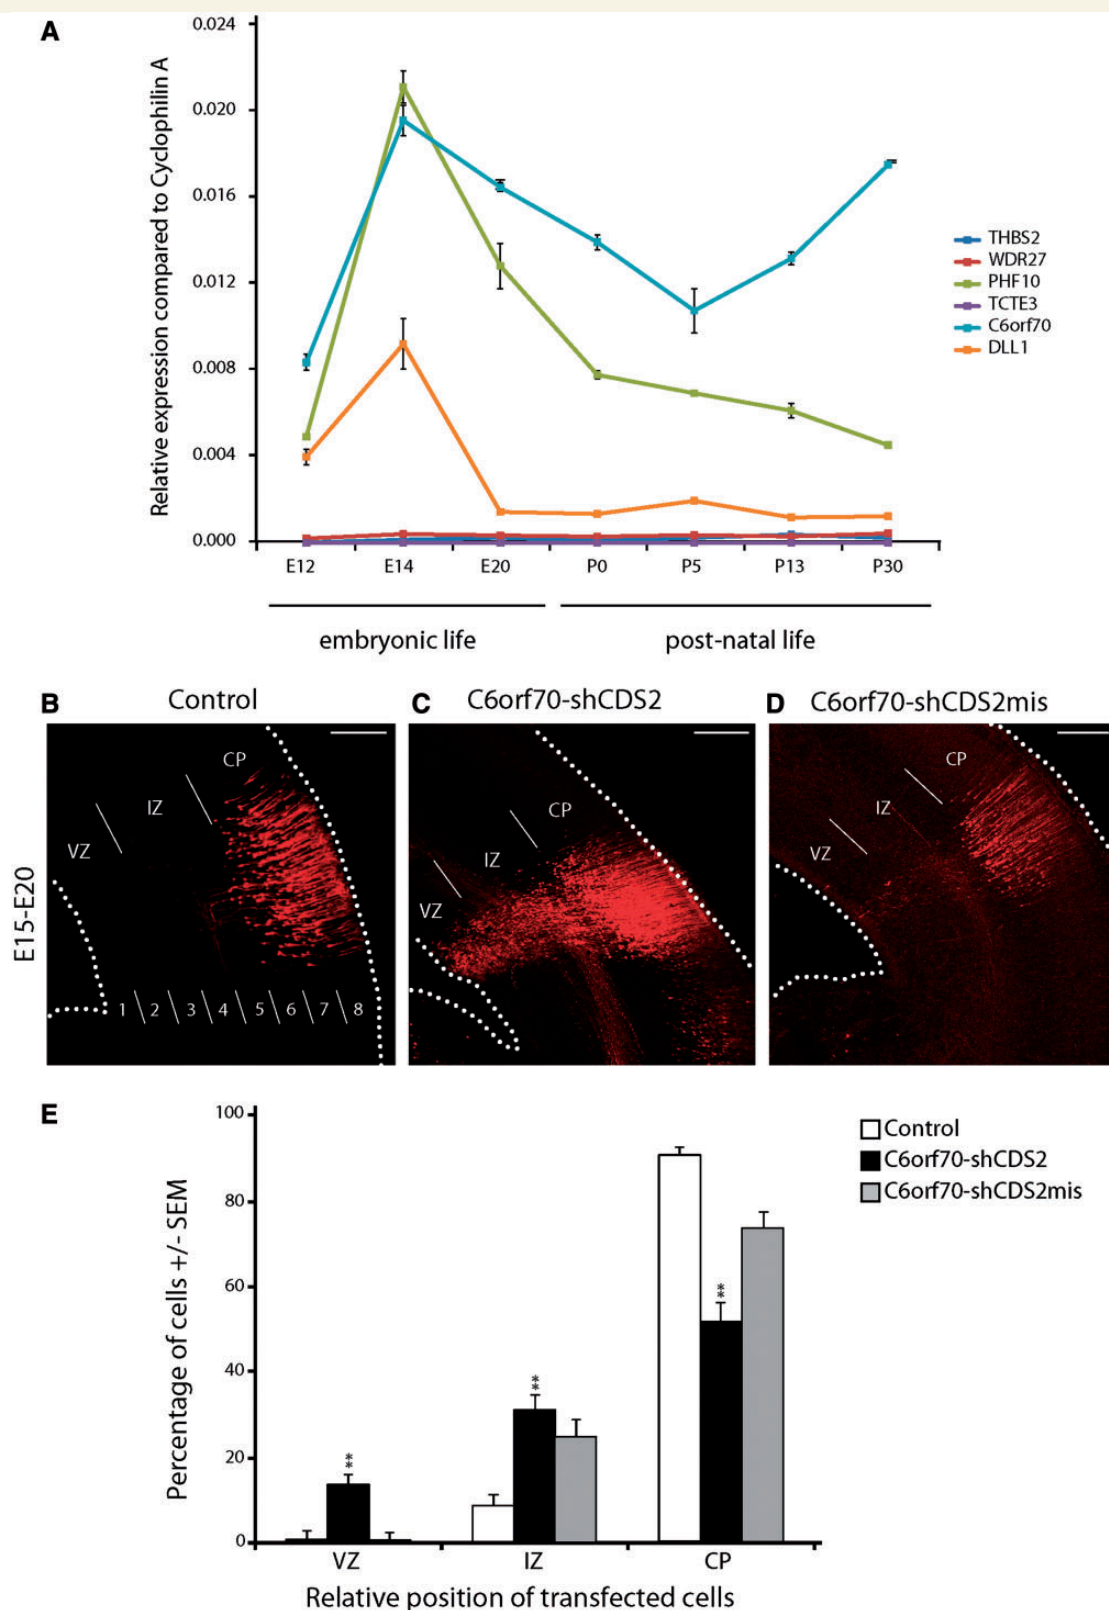 A
Relative expression compared to Cyclophilin A
0.024
0.020
0.016
0.012
0.008
0.004
0.000
E12 E14 E20 P0 P5 P13 P30
embryonic life post-natal life
THBS2
WDR27
PHF10
TCTE3
C6orf70
DLL1
B Control
C C6orf70-shCDS2
D C6orf70-shCDS2mis
E15-E20
VZ IZ CP
1 2 3 4 5 6 7 8
VZ IZ CP
VZ IZ CP
E
Percentage of cells +/- SEM
100
80
60
40
20
0
** ** **
VZ IZ CP
Relative position of transfected cells
Control
C6orf70-shCDS2
C6orf70-shCDS2mis